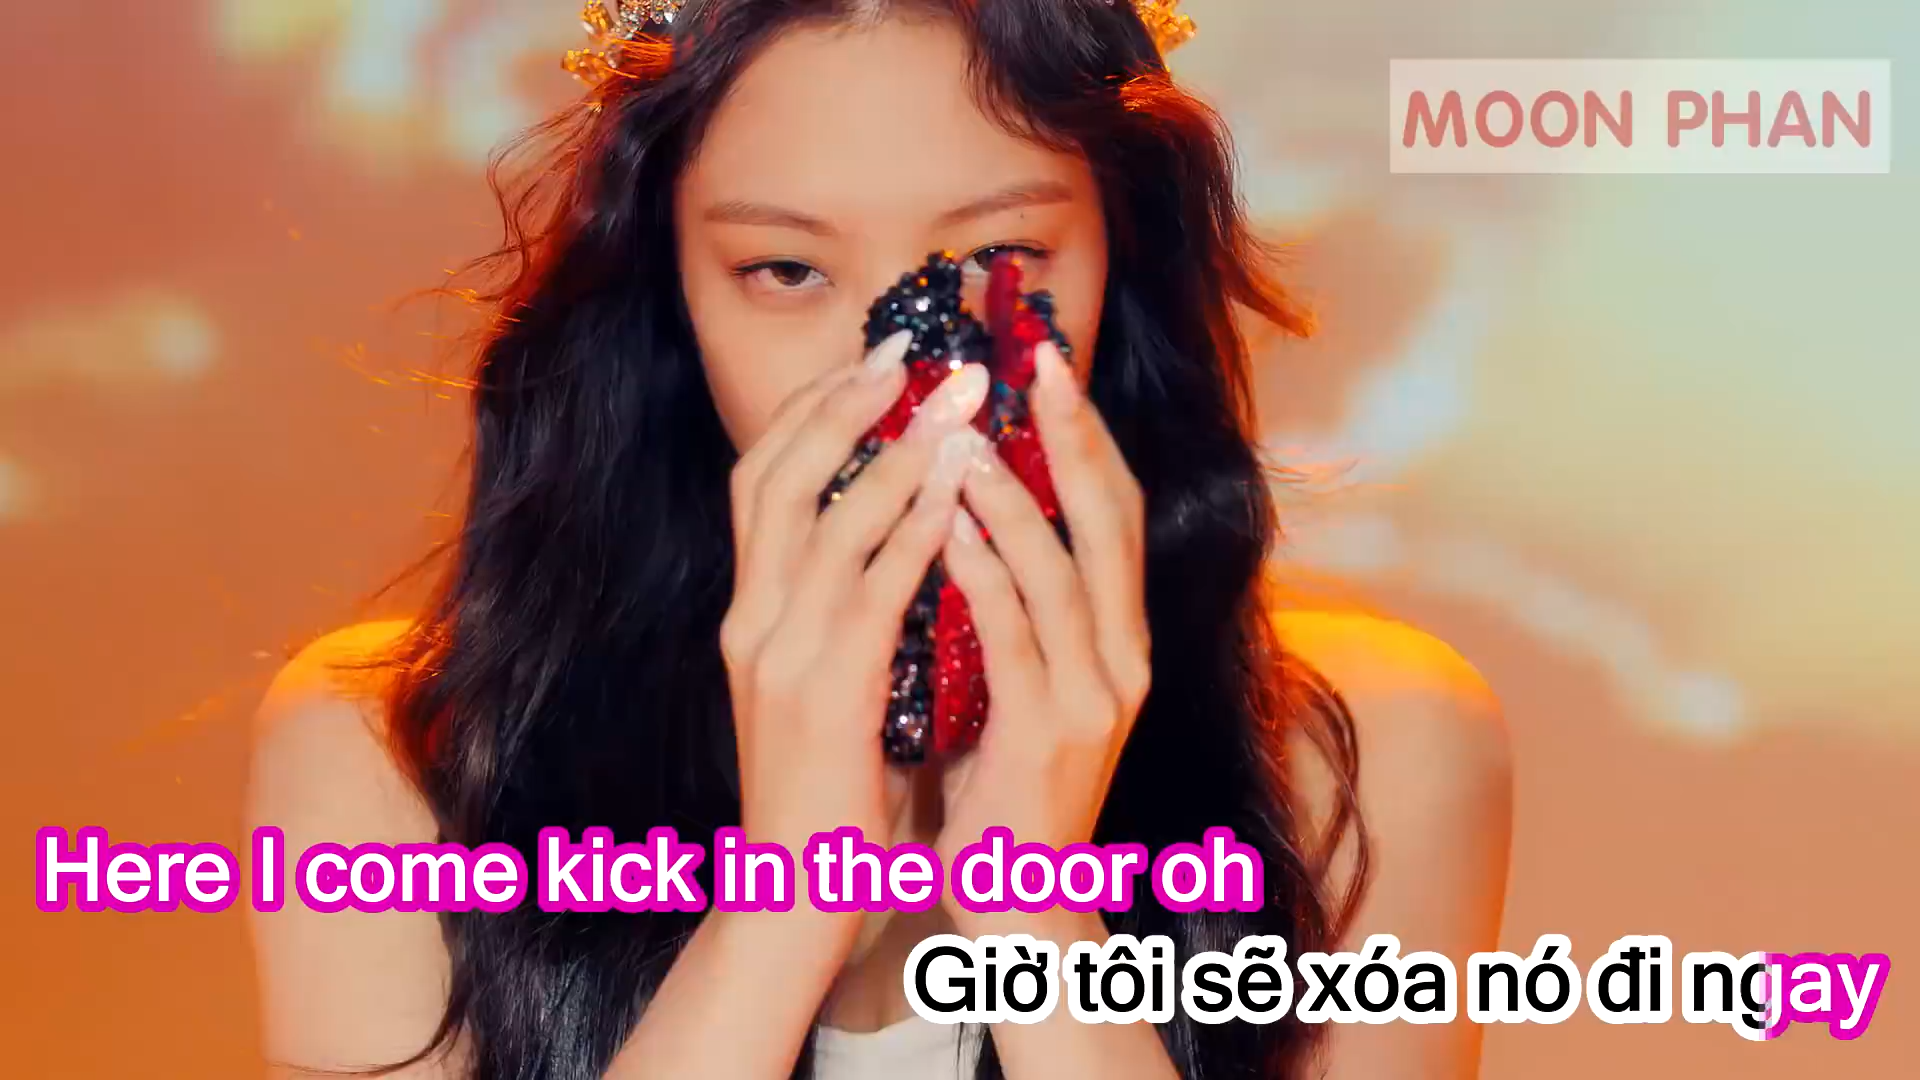 MOON PHAN
Here I come kick in the door oh
Giờ tôi sẽ xóa nó đi ngay